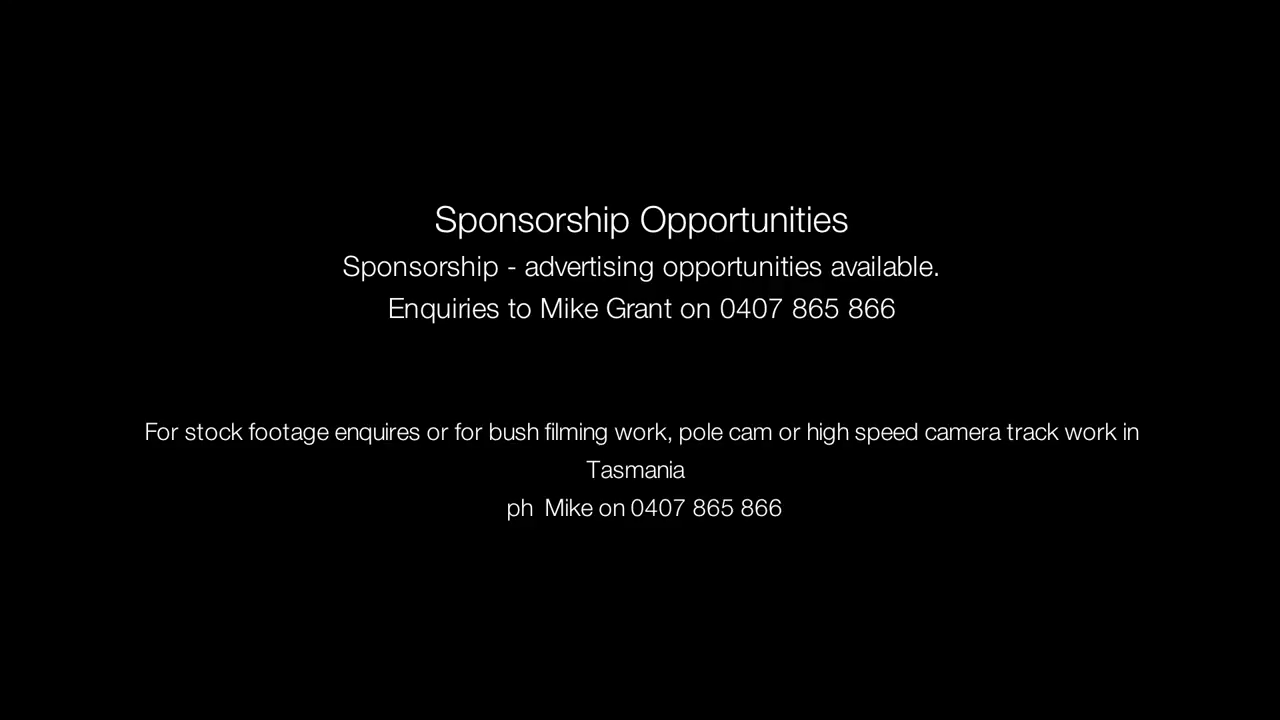 Sponsorship Opportunities
Sponsorship - advertising opportunities available.
Enquiries to Mike Grant on 0407 865 866
For stock footage enquires or for bush filming work, pole cam or high speed camera track work in
Tasmania
ph  Mike on 0407 865 866